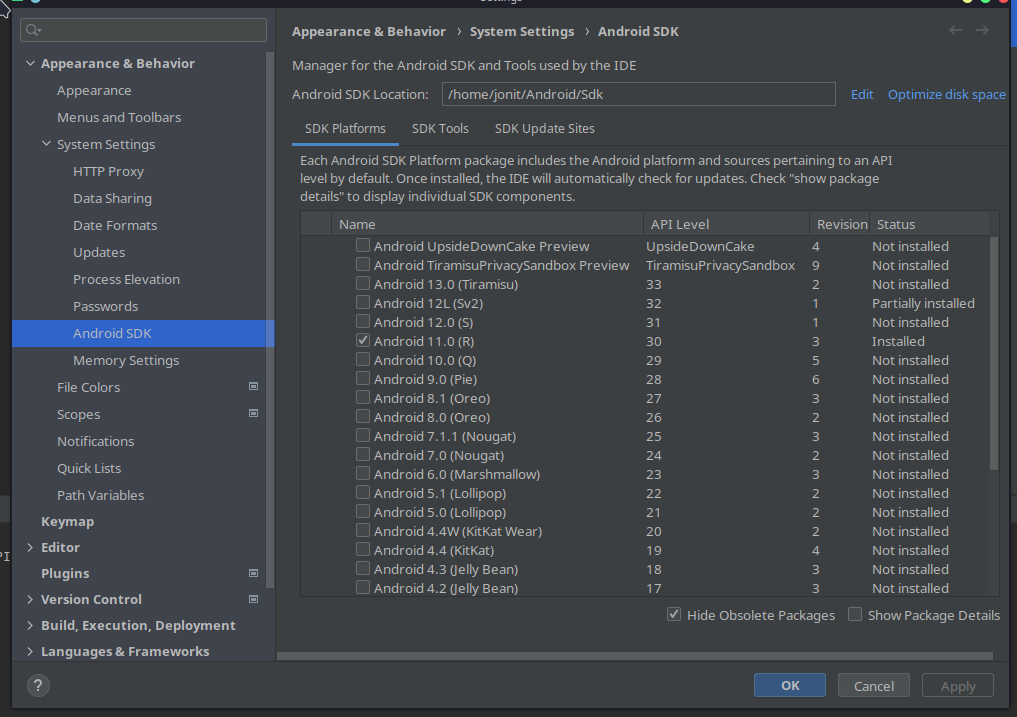 Settings
Appearance & Behavior › System Settings › Android SDK
Appearance & Behavior
Appearance
Menus and Toolbars
System Settings
HTTP Proxy
Data Sharing
Date Formats
Updates
Process Elevation
Passwords
Android SDK
Memory Settings
File Colors
Scopes
Notifications
Quick Lists
Path Variables
Keymap
Editor
Plugins
Version Control
Build, Execution, Deployment
Languages & Frameworks
Manager for the Android SDK and Tools used by the IDE
Android SDK Location: /home/jonit/Android/Sdk Edit Optimize disk space
SDK Platforms SDK Tools SDK Update Sites
Each Android SDK Platform package includes the Android platform and sources pertaining to an API
level by default. Once installed, the IDE will automatically check for updates. Check "show package
details" to display individual SDK components.
Name API Level Revision Status
Android UpsideDownCake Preview UpsideDownCake 4 Not installed
Android TiramisuPrivacySandbox Preview TiramisuPrivacySandbox 9 Not installed
Android 13.0 (Tiramisu) 33 2 Not installed
Android 12L (Sv2) 32 1 Partially installed
Android 12.0 (S) 31 1 Not installed
Android 11.0 (R) 30 3 Installed
Android 10.0 (Q) 29 5 Not installed
Android 9.0 (Pie) 28 6 Not installed
Android 8.1 (Oreo) 27 3 Not installed
Android 8.0 (Oreo) 26 2 Not installed
Android 7.1.1 (Nougat) 25 3 Not installed
Android 7.0 (Nougat) 24 2 Not installed
Android 6.0 (Marshmallow) 23 3 Not installed
Android 5.1 (Lollipop) 22 2 Not installed
Android 5.0 (Lollipop) 21 2 Not installed
Android 4.4W (KitKat Wear) 20 2 Not installed
Android 4.4 (KitKat) 19 4 Not installed
Android 4.3 (Jelly Bean) 18 3 Not installed
Android 4.2 (Jelly Bean) 17 3 Not installed
Hide Obsolete Packages Show Package Details
PI
? OK Cancel Apply